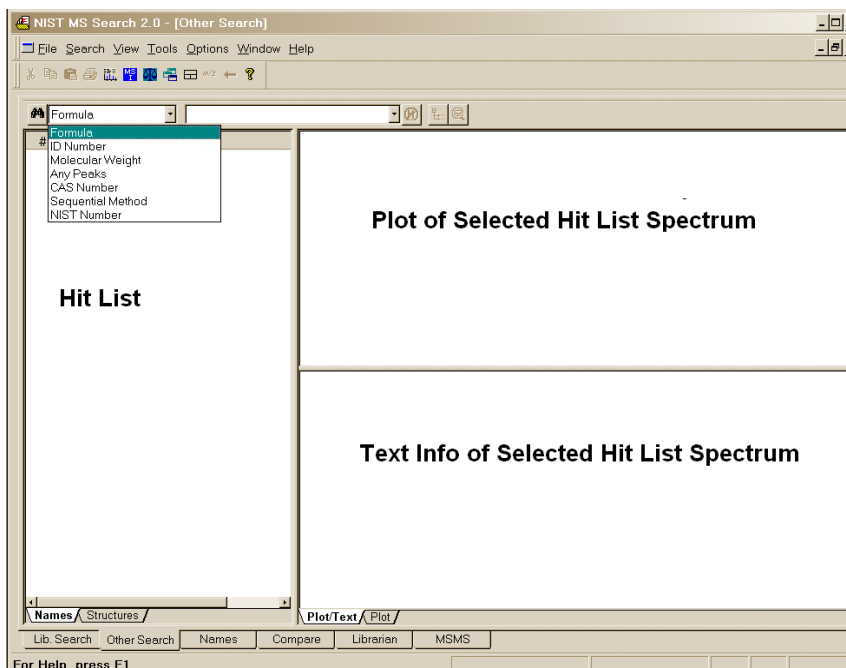 NIST MS Search 2.0 - [Other Search]
File Search View Tools Options Window Help
Formula
#
Formula
ID Number
Molecular Weight
Any Peaks
CAS Number
Sequential Method
NIST Number
Plot of Selected Hit List Spectrum
Hit List
Text Info of Selected Hit List Spectrum
Names Structures
Plot/Text Plot
Lib. Search Other Search Names Compare Librarian MSMS
For Help, press F1